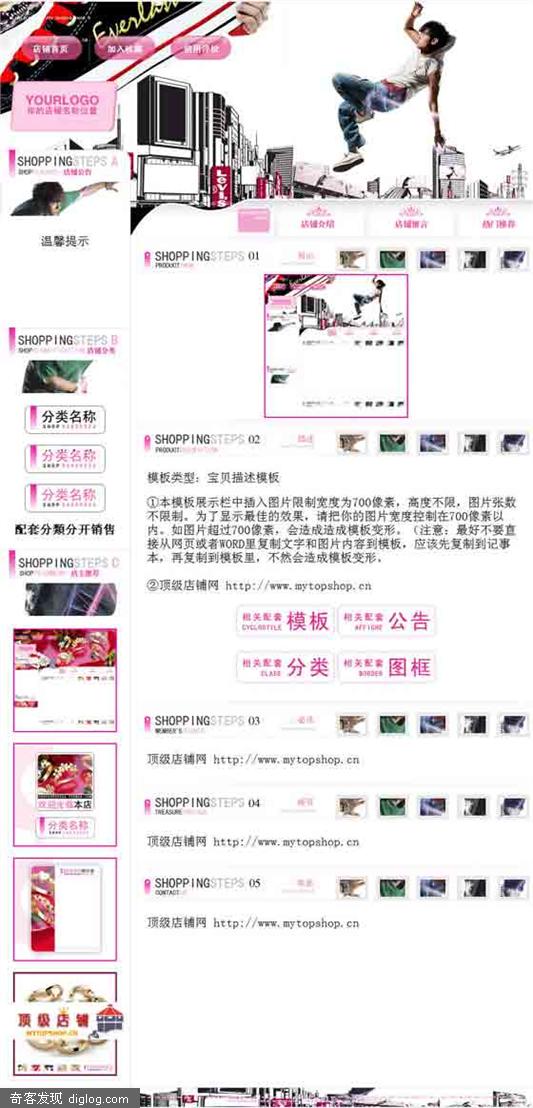 Everlast
店铺首页
加入收藏
YOURLOGO
你的店铺名称位置
Levi's
SHOPPINGSTEPS A
店铺公告
温馨提示
店铺介绍
店铺留言
热门推荐
SHOPPINGSTEPS 01
PRODUKT
SHOPPINGSTEPS B
店铺分类
分类名称
分类名称
分类名称
配套分類分开销售
SHOPPINGSTEPS 02
PRODUKT
描述
模板类型：宝贝描述模板
①本模板展示栏中插入图片限制宽度为700像素，高度不限，图片张数
不限制。为了显示最佳的效果，请把你的图片宽度控制在700像素以
内。如图片超过700像素，会造成造成模板变形。（注意：最好不要直
接从网页或者WORD里复制文字和图片内容到模板，应该先复制到记事
本，再复制到模板里，不然会造成模板变形。
②顶级店铺网 http://www.mytopshop.cn
相关配套 模板
CYCLOSTYLE
相关配套 公告
AFFICHE
相关配套 分类
CLASS
相关配套 图框
BORDER
SHOPPINGSTEPS C
店主推荐
欢迎光临本店
分类名称
顶级店铺
MYTOPSHOP.CN
SHOPPINGSTEPS 03
MEMBER'S
必读
顶级店铺网 http://www.mytopshop.cn
SHOPPINGSTEPS 04
TREASURE
顶级店铺网 http://www.mytopshop.cn
SHOPPINGSTEPS 05
CONTACT
顶级店铺网 http://www.mytopshop.cn
奇客发现 diglog.com